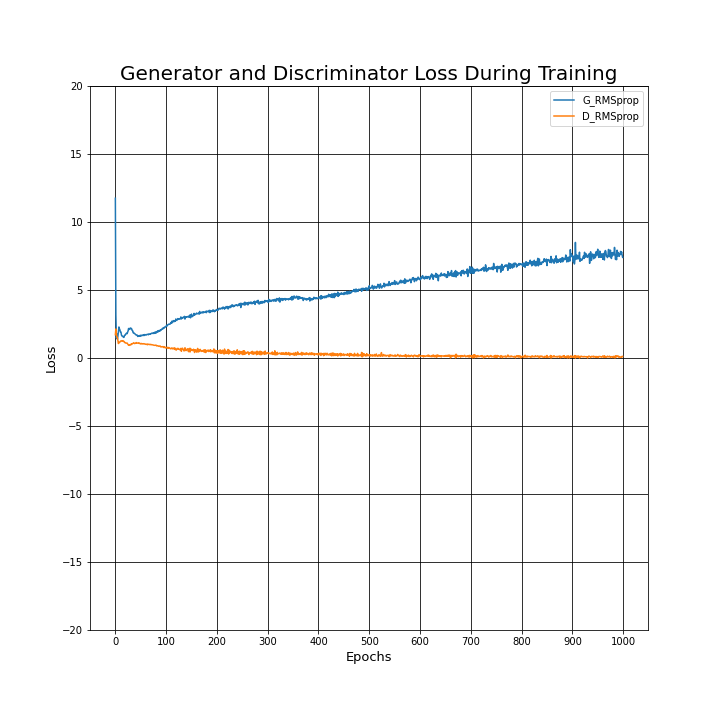 Generator and Discriminator Loss During Training
G_RMSprop
D_RMSprop
20
15
10
5
0
−5
−10
−15
−20
Loss
0 100 200 300 400 500 600 700 800 900 1000
Epochs